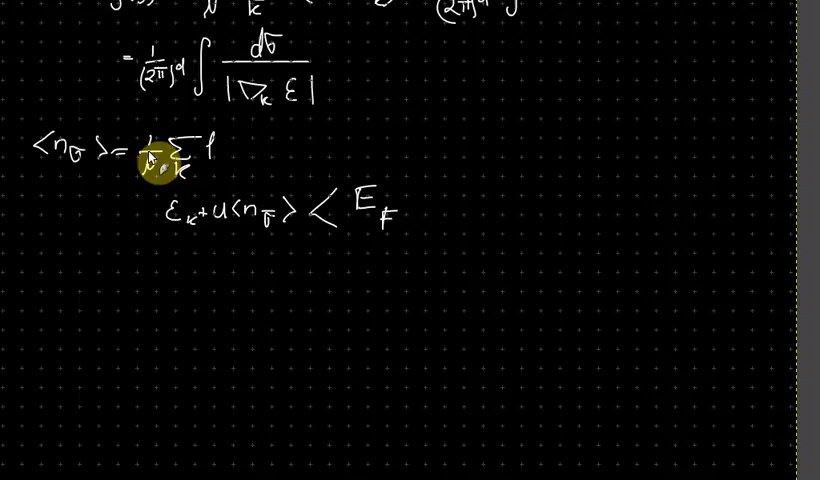 = 1/(2π)^d ∫ dσ / |∇_k ε|
<n_σ> = 1/N Σ_k 1
ε_k + U<n_σ̄> < E_F